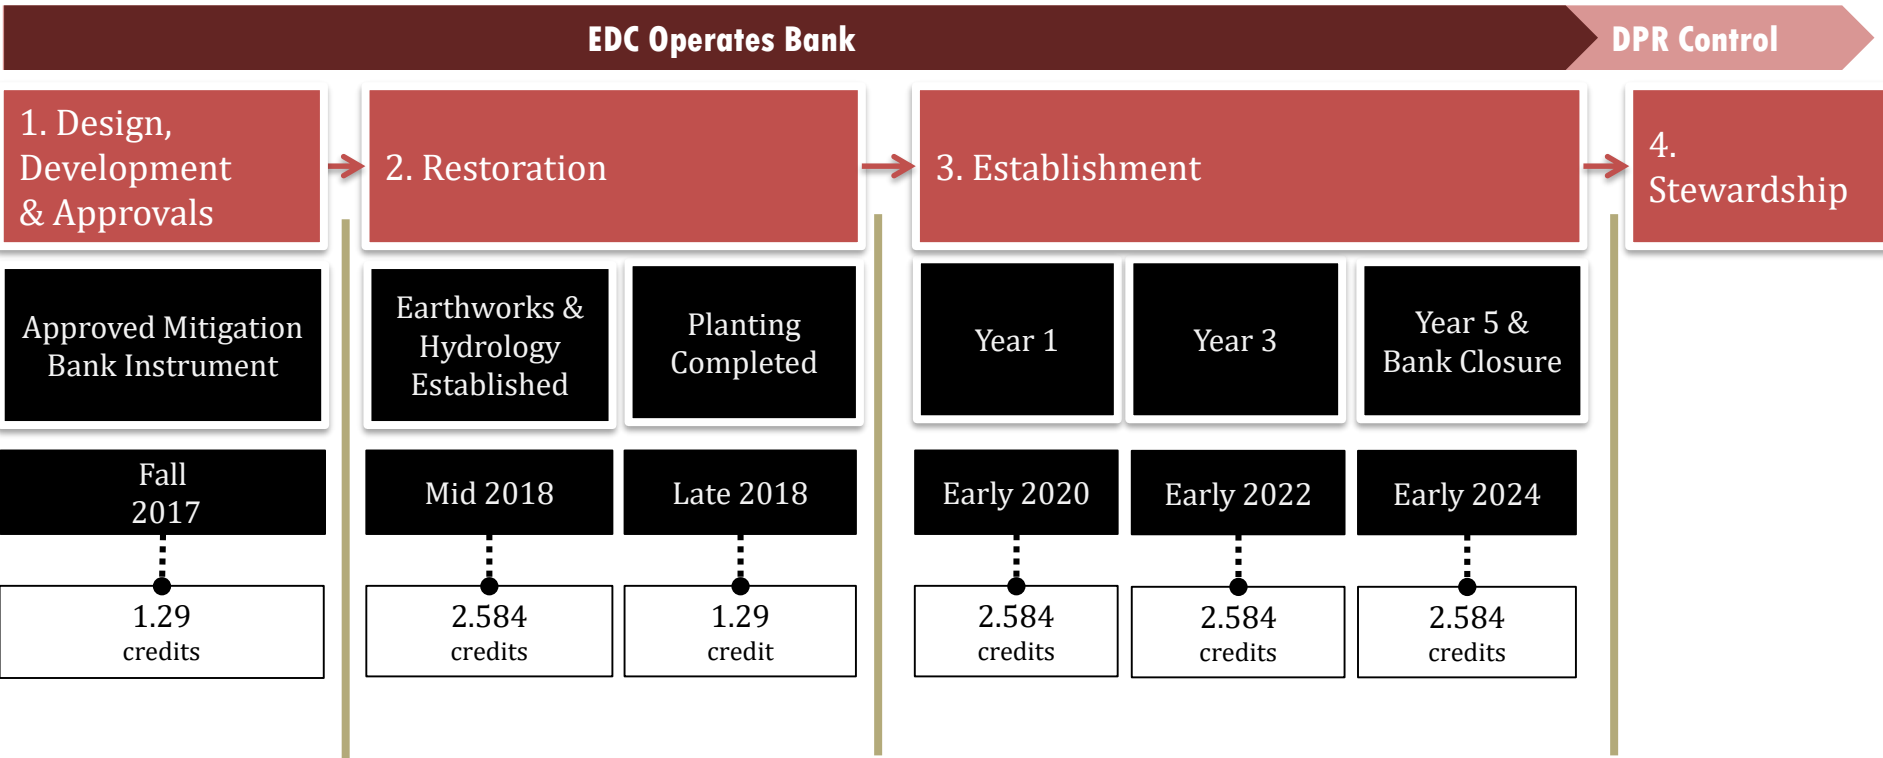 EDC Operates Bank
DPR Control
1. Design,
Development
& Approvals
2. Restoration
3. Establishment
4.
Stewardship
Approved Mitigation
Bank Instrument
Earthworks &
Hydrology
Established
Planting
Completed
Year 1
Year 3
Year 5 &
Bank Closure
Fall
2017
Mid 2018
Late 2018
Early 2020
Early 2022
Early 2024
1.29
credits
2.584
credits
1.29
credit
2.584
credits
2.584
credits
2.584
credits